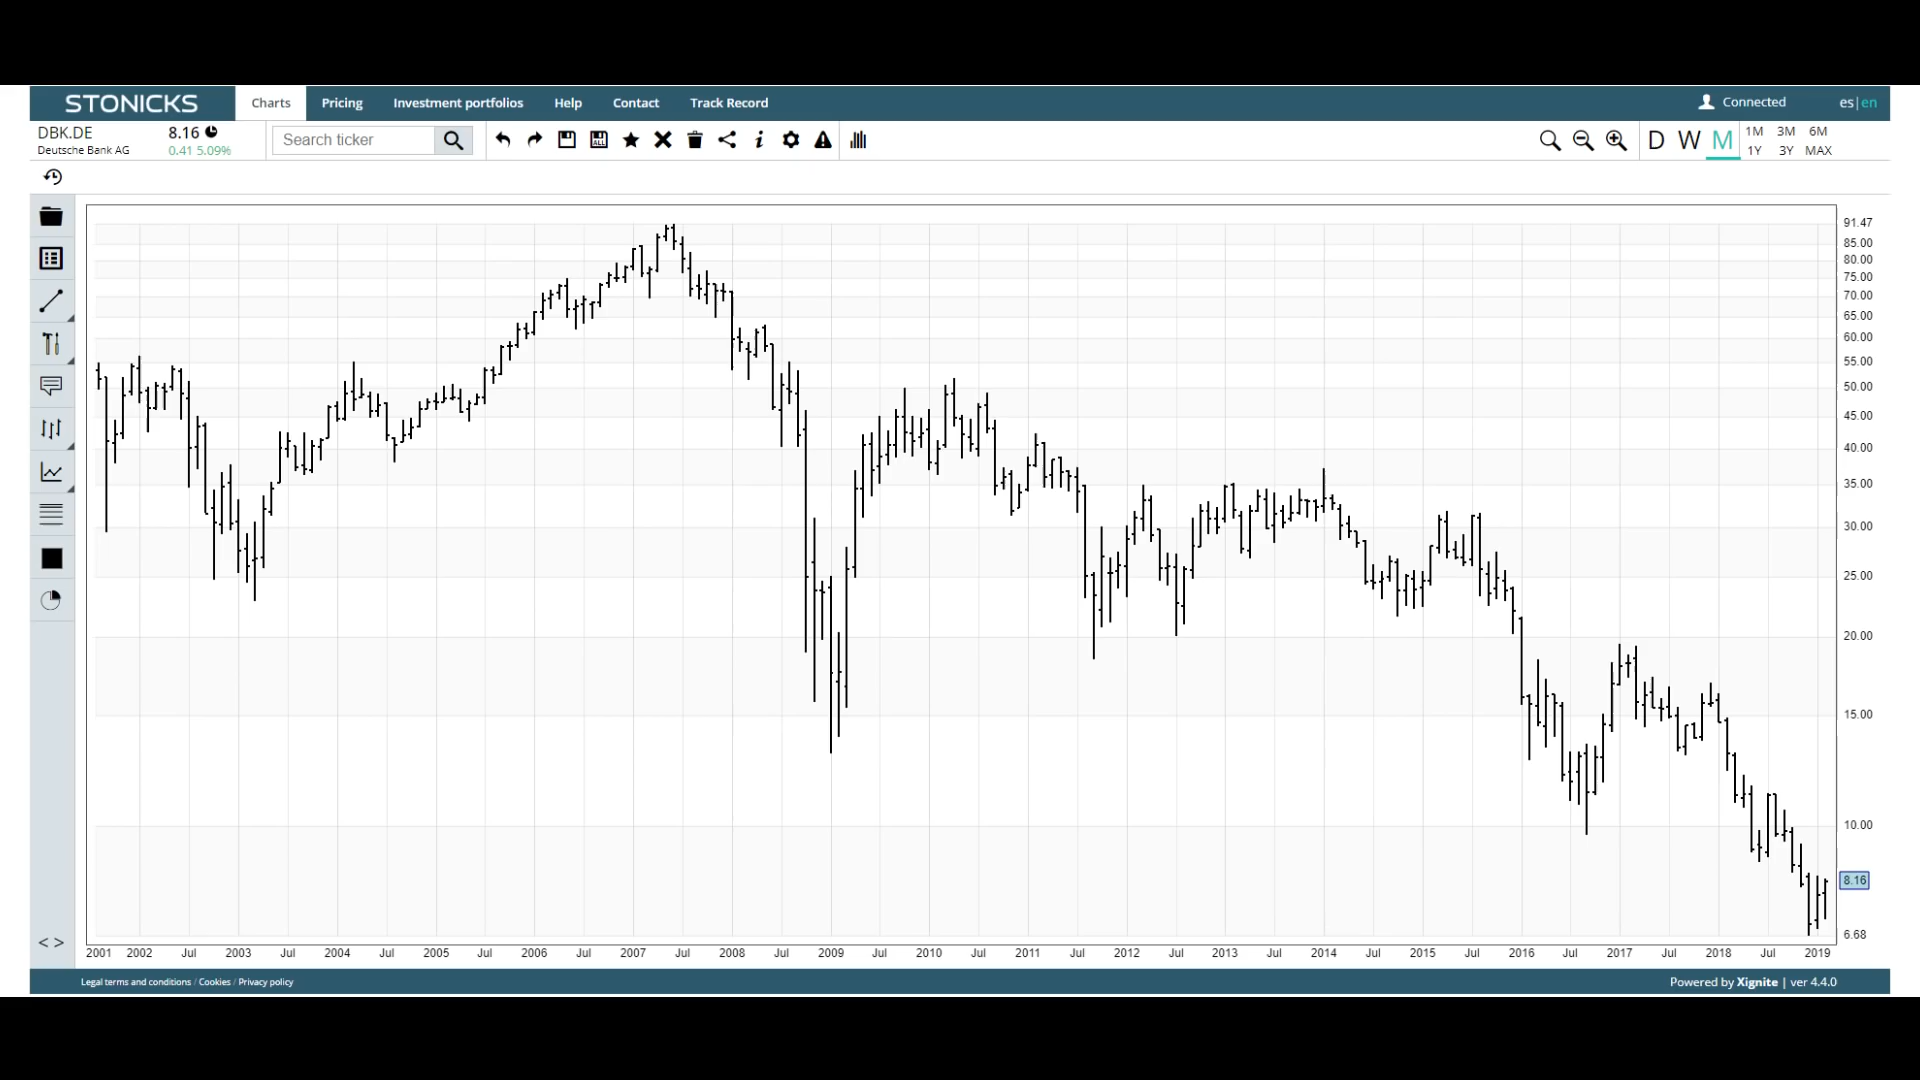 STONICKS
Charts Pricing Investment portfolios Help Contact Track Record Connected es|en
DBK.DE 8.16
Deutsche Bank AG 0.41 5.09%
Search ticker
ALL
i
D W M
1M 3M 6M
1Y 3Y MAX
91.47
85.00
80.00
75.00
70.00
65.00
60.00
55.00
50.00
45.00
40.00
35.00
30.00
25.00
20.00
15.00
10.00
8.16
6.68
2001 2002 Jul 2003 Jul 2004 Jul 2005 Jul 2006 Jul 2007 Jul 2008 Jul 2009 Jul 2010 Jul 2011 Jul 2012 Jul 2013 Jul 2014 Jul 2015 Jul 2016 Jul 2017 Jul 2018 Jul 2019
Legal terms and conditions / Cookies / Privacy policy Powered by Xignite | ver 4.4.0